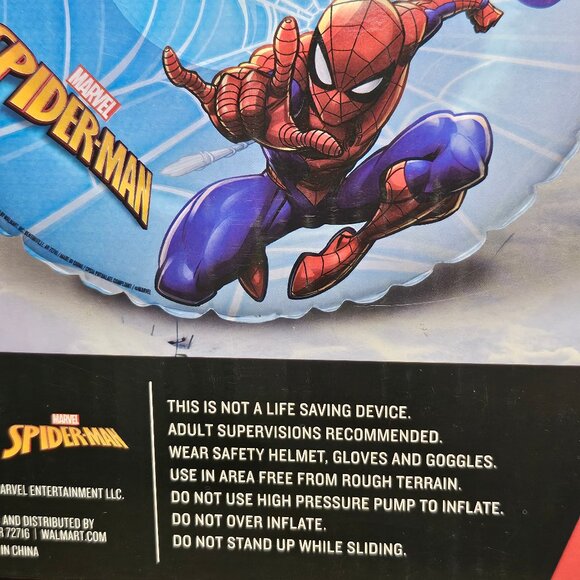 MARVEL
SPIDER-MAN
MARVEL
SPIDER-MAN
ARVEL ENTERTAINMENT LLC.
AND DISTRIBUTED BY
R 72716 | WALMART.COM
IN CHINA
THIS IS NOT A LIFE SAVING DEVICE.
ADULT SUPERVISIONS RECOMMENDED.
WEAR SAFETY HELMET, GLOVES AND GOGGLES.
USE IN AREA FREE FROM ROUGH TERRAIN.
DO NOT USE HIGH PRESSURE PUMP TO INFLATE.
DO NOT OVER INFLATE.
DO NOT STAND UP WHILE SLIDING.